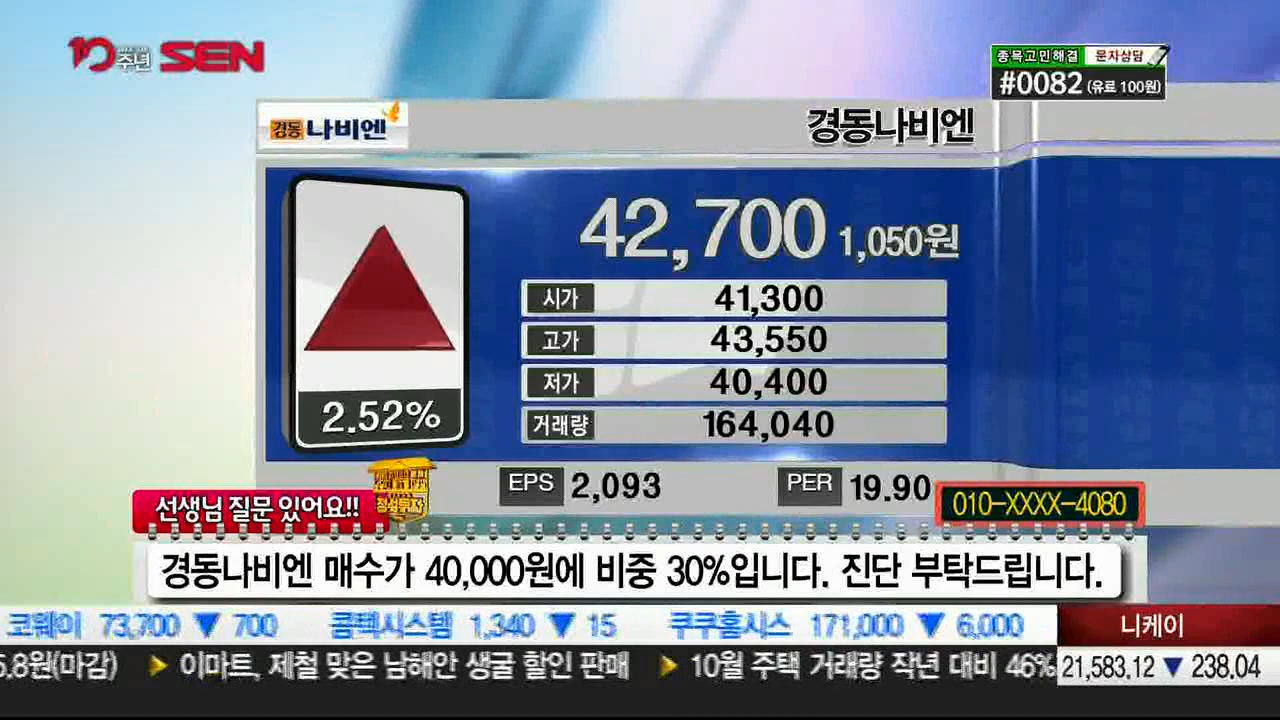 10주년 SEN
종목고민해결 문자상담
#0082 (유료 100원)
경동나비엔
경동나비엔
42,700 1,050원
시가 41,300
고가 43,550
저가 40,400
거래량 164,040
2.52%
EPS 2,093 PER 19.90
선생님 질문 있어요!!
010-XXXX-4080
경동나비엔 매수가 40,000원에 비중 30%입니다. 진단 부탁드립니다.
코웨이 73,700 ▼ 700 콤텍시스템 1,340 ▼ 15 쿠쿠홈시스 171,000 ▼ 6,000
니케이
5.8원(마감) ▶ 이마트, 제철 맞은 남해안 생굴 할인 판매 ▶ 10월 주택 거래량 작년 대비 46%
21,583.12 ▼ 238.04